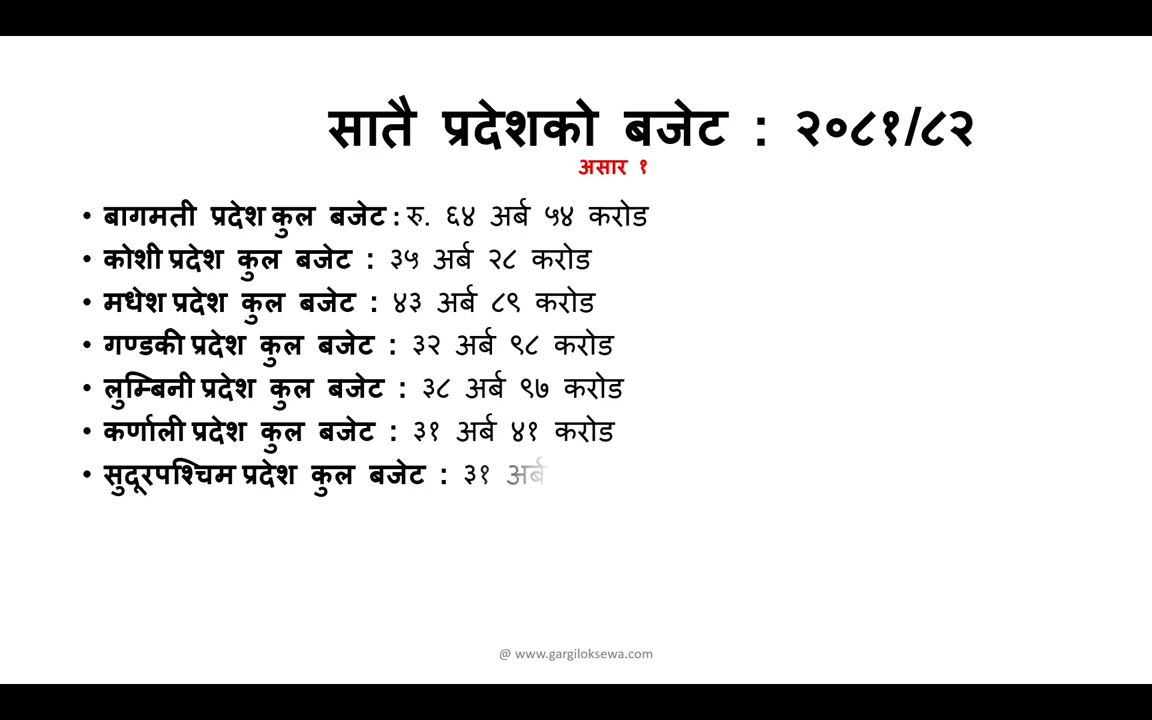 सातै प्रदेशको बजेट : २०८१/८२
असार १
• बागमती प्रदेश कुल बजेट : रु. ६४ अर्ब ५४ करोड
• कोशी प्रदेश कुल बजेट : ३५ अर्ब २८ करोड
• मधेश प्रदेश कुल बजेट : ४३ अर्ब ८९ करोड
• गण्डकी प्रदेश कुल बजेट : ३२ अर्ब ९८ करोड
• लुम्बिनी प्रदेश कुल बजेट : ३८ अर्ब ९७ करोड
• कर्णाली प्रदेश कुल बजेट : ३१ अर्ब ४१ करोड
• सुदूरपश्चिम प्रदेश कुल बजेट : ३१ अर्ब
@ www.gargiloksewa.com